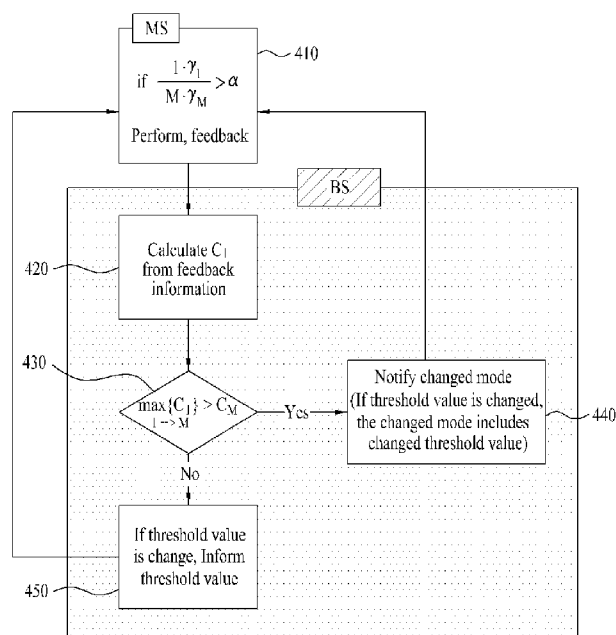 MS
410
if 1·γ1 / M·γM > α
Perform, feedback
BS
Calculate C1
from feedback
information
420
430
max{C1} > CM
1 --> M
Yes
No
Notify changed mode
(If threshold value is changed,
the changed mode includes
changed threshold value)
440
If threshold value
is change, Inform
threshold value
450